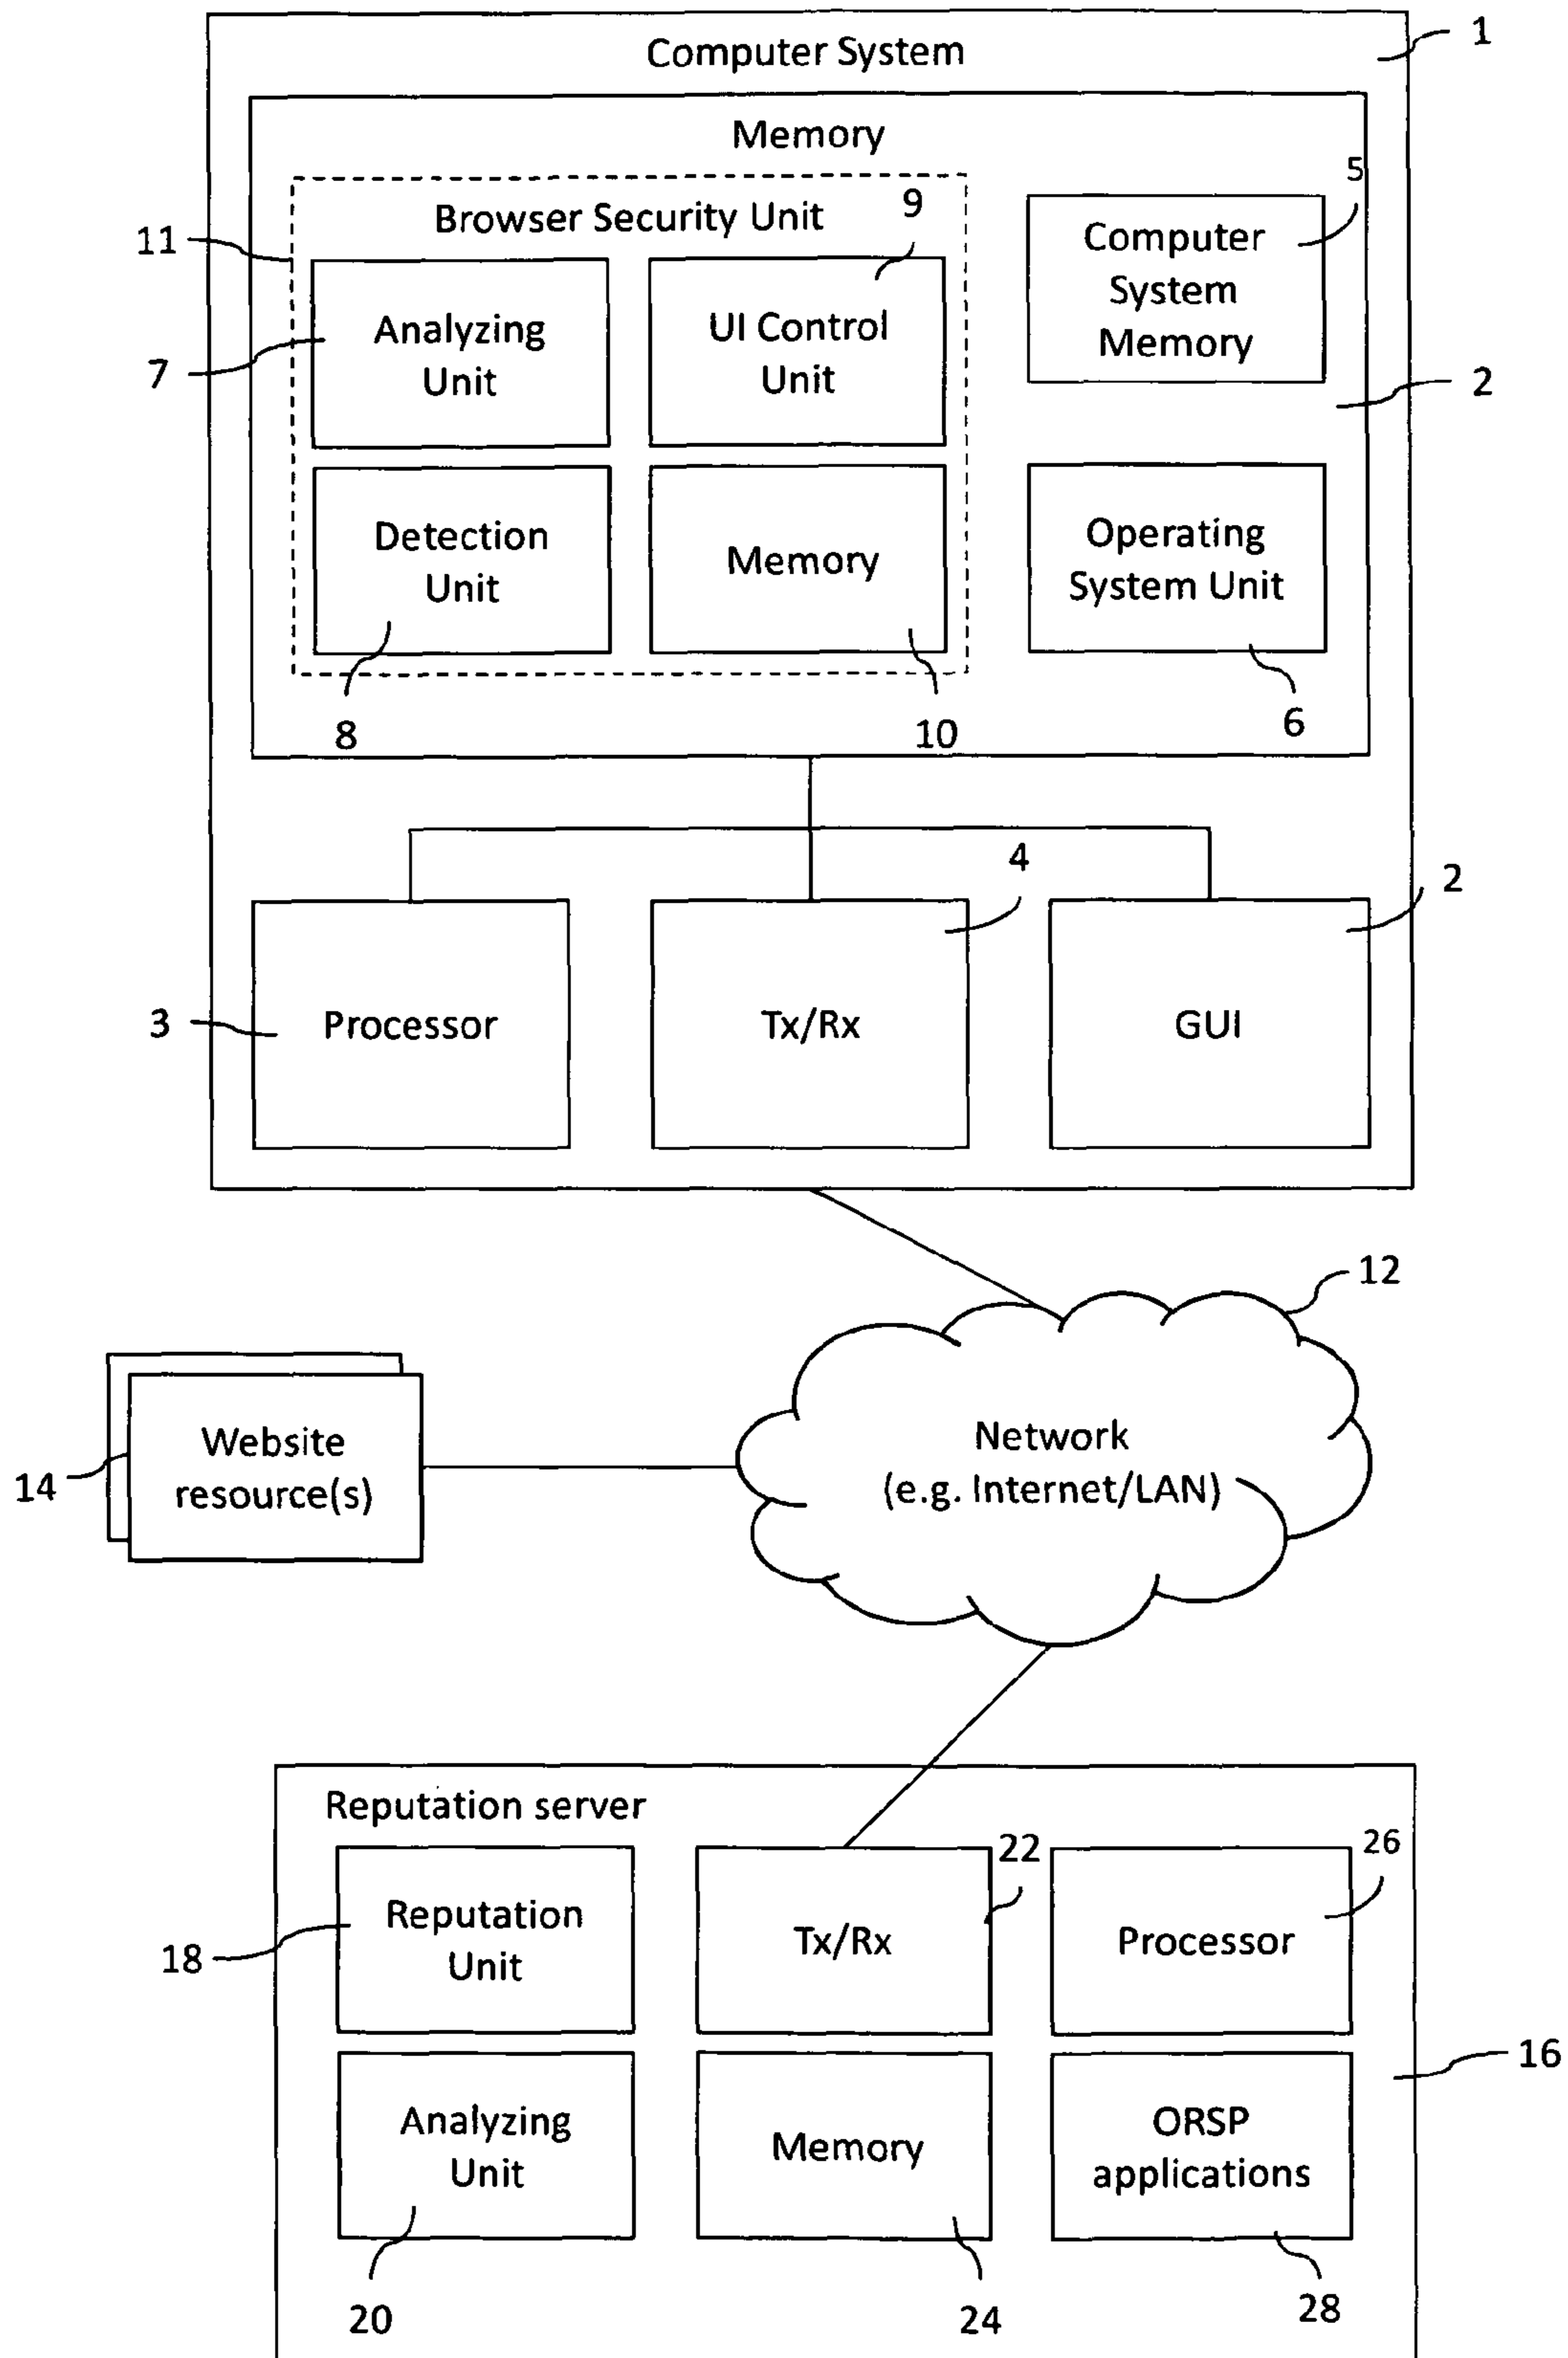 Computer System
1
Memory
5
Browser Security Unit
9
11
Computer
System
Memory
Analyzing
Unit
UI Control
Unit
7
2
Detection
Unit
Memory
Operating
System Unit
8
10
6
4
2
3
Processor
Tx/Rx
GUI
12
Website
resource(s)
14
Network
(e.g. Internet/LAN)
Reputation server
22
26
Reputation
Unit
Tx/Rx
Processor
18
16
Analyzing
Unit
Memory
ORSP
applications
20
24
28